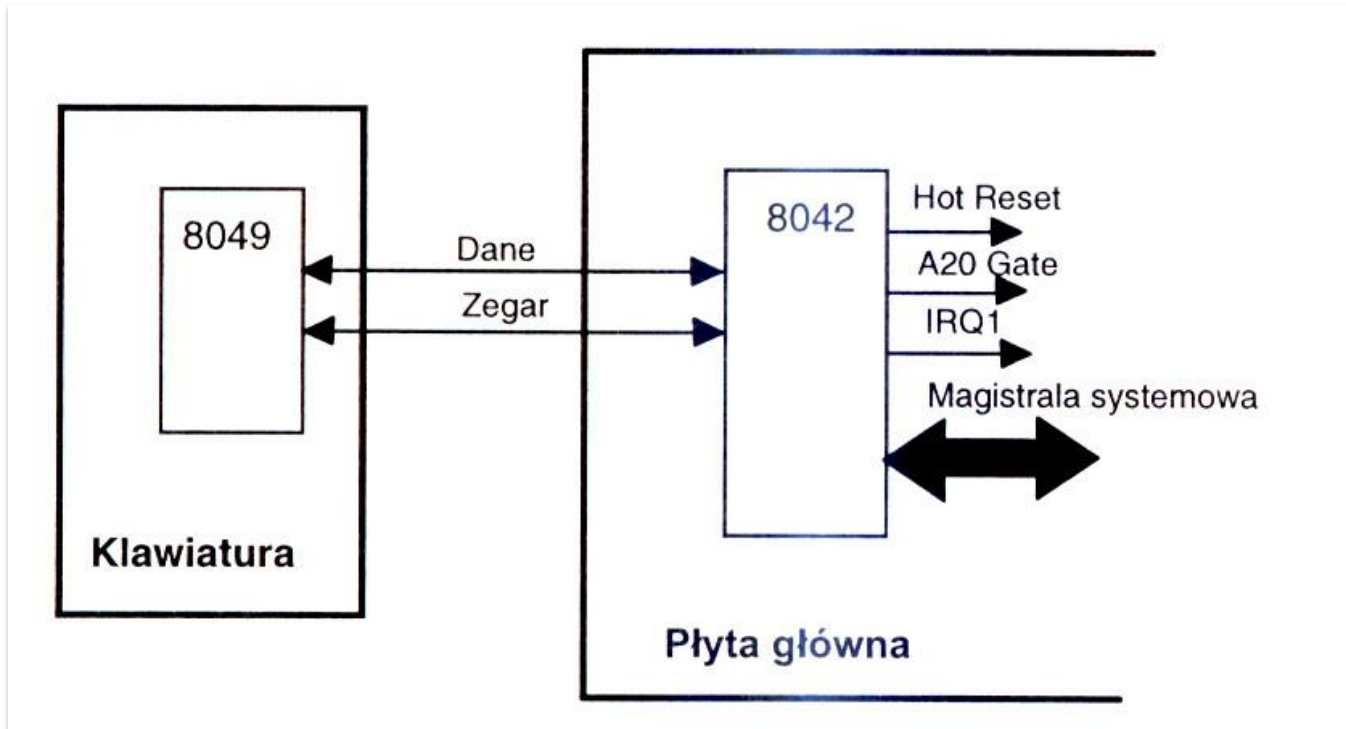 8049
Klawiatura
Dane
Zegar
8042
Hot Reset
A20 Gate
IRQ1
Magistrala systemowa
Płyta główna